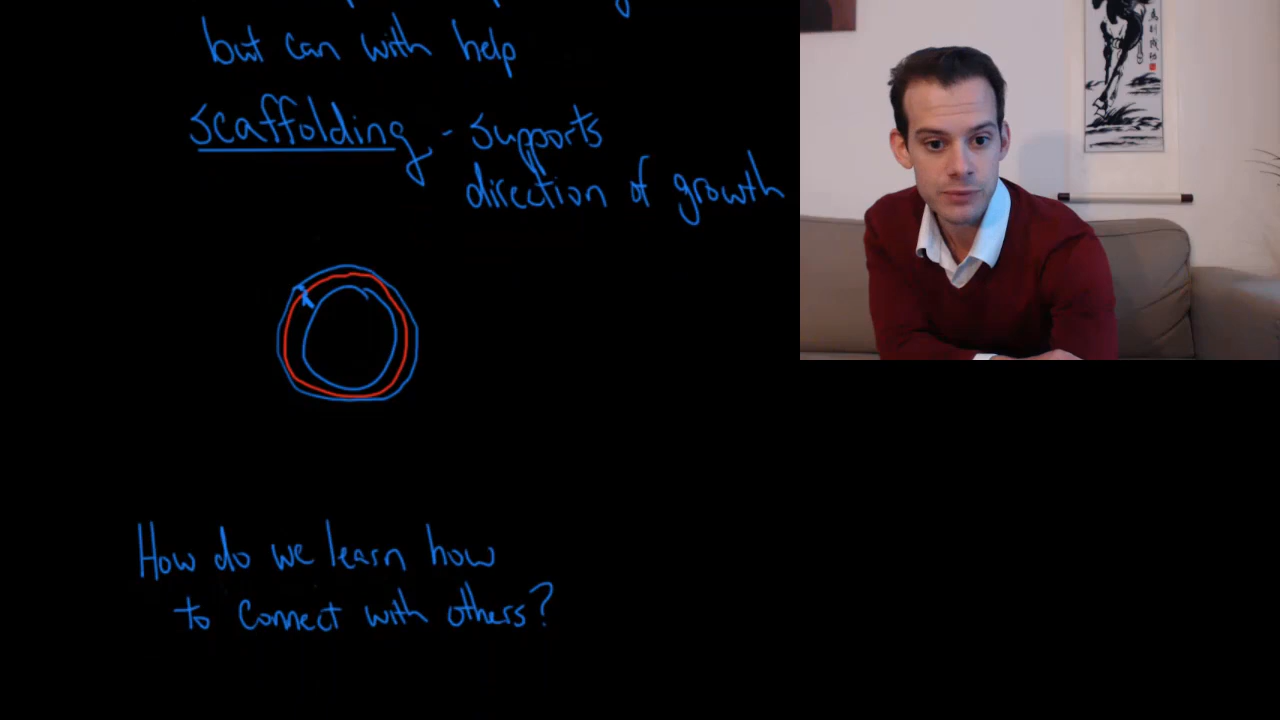 but can with help
scaffolding - supports
direction of growth
How do we learn how
to connect with others?